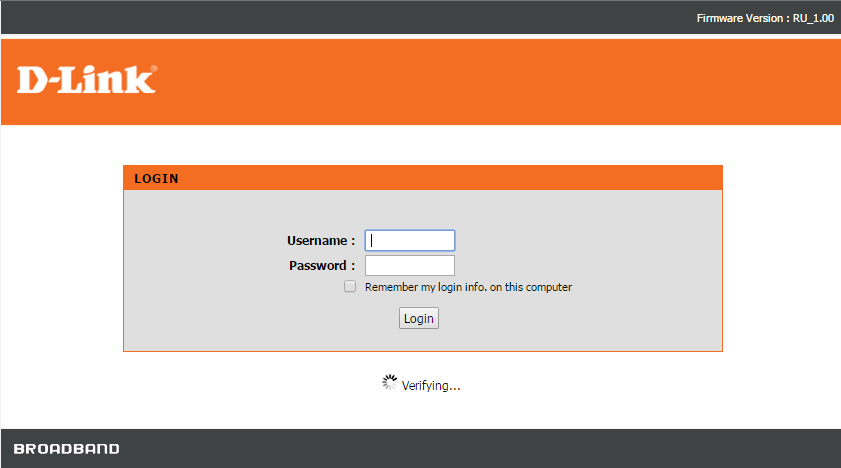 Firmware Version : RU_1.00
D-Link®
LOGIN
Username :
Password :
Remember my login info. on this computer
Login
Verifying...
BROADBAND